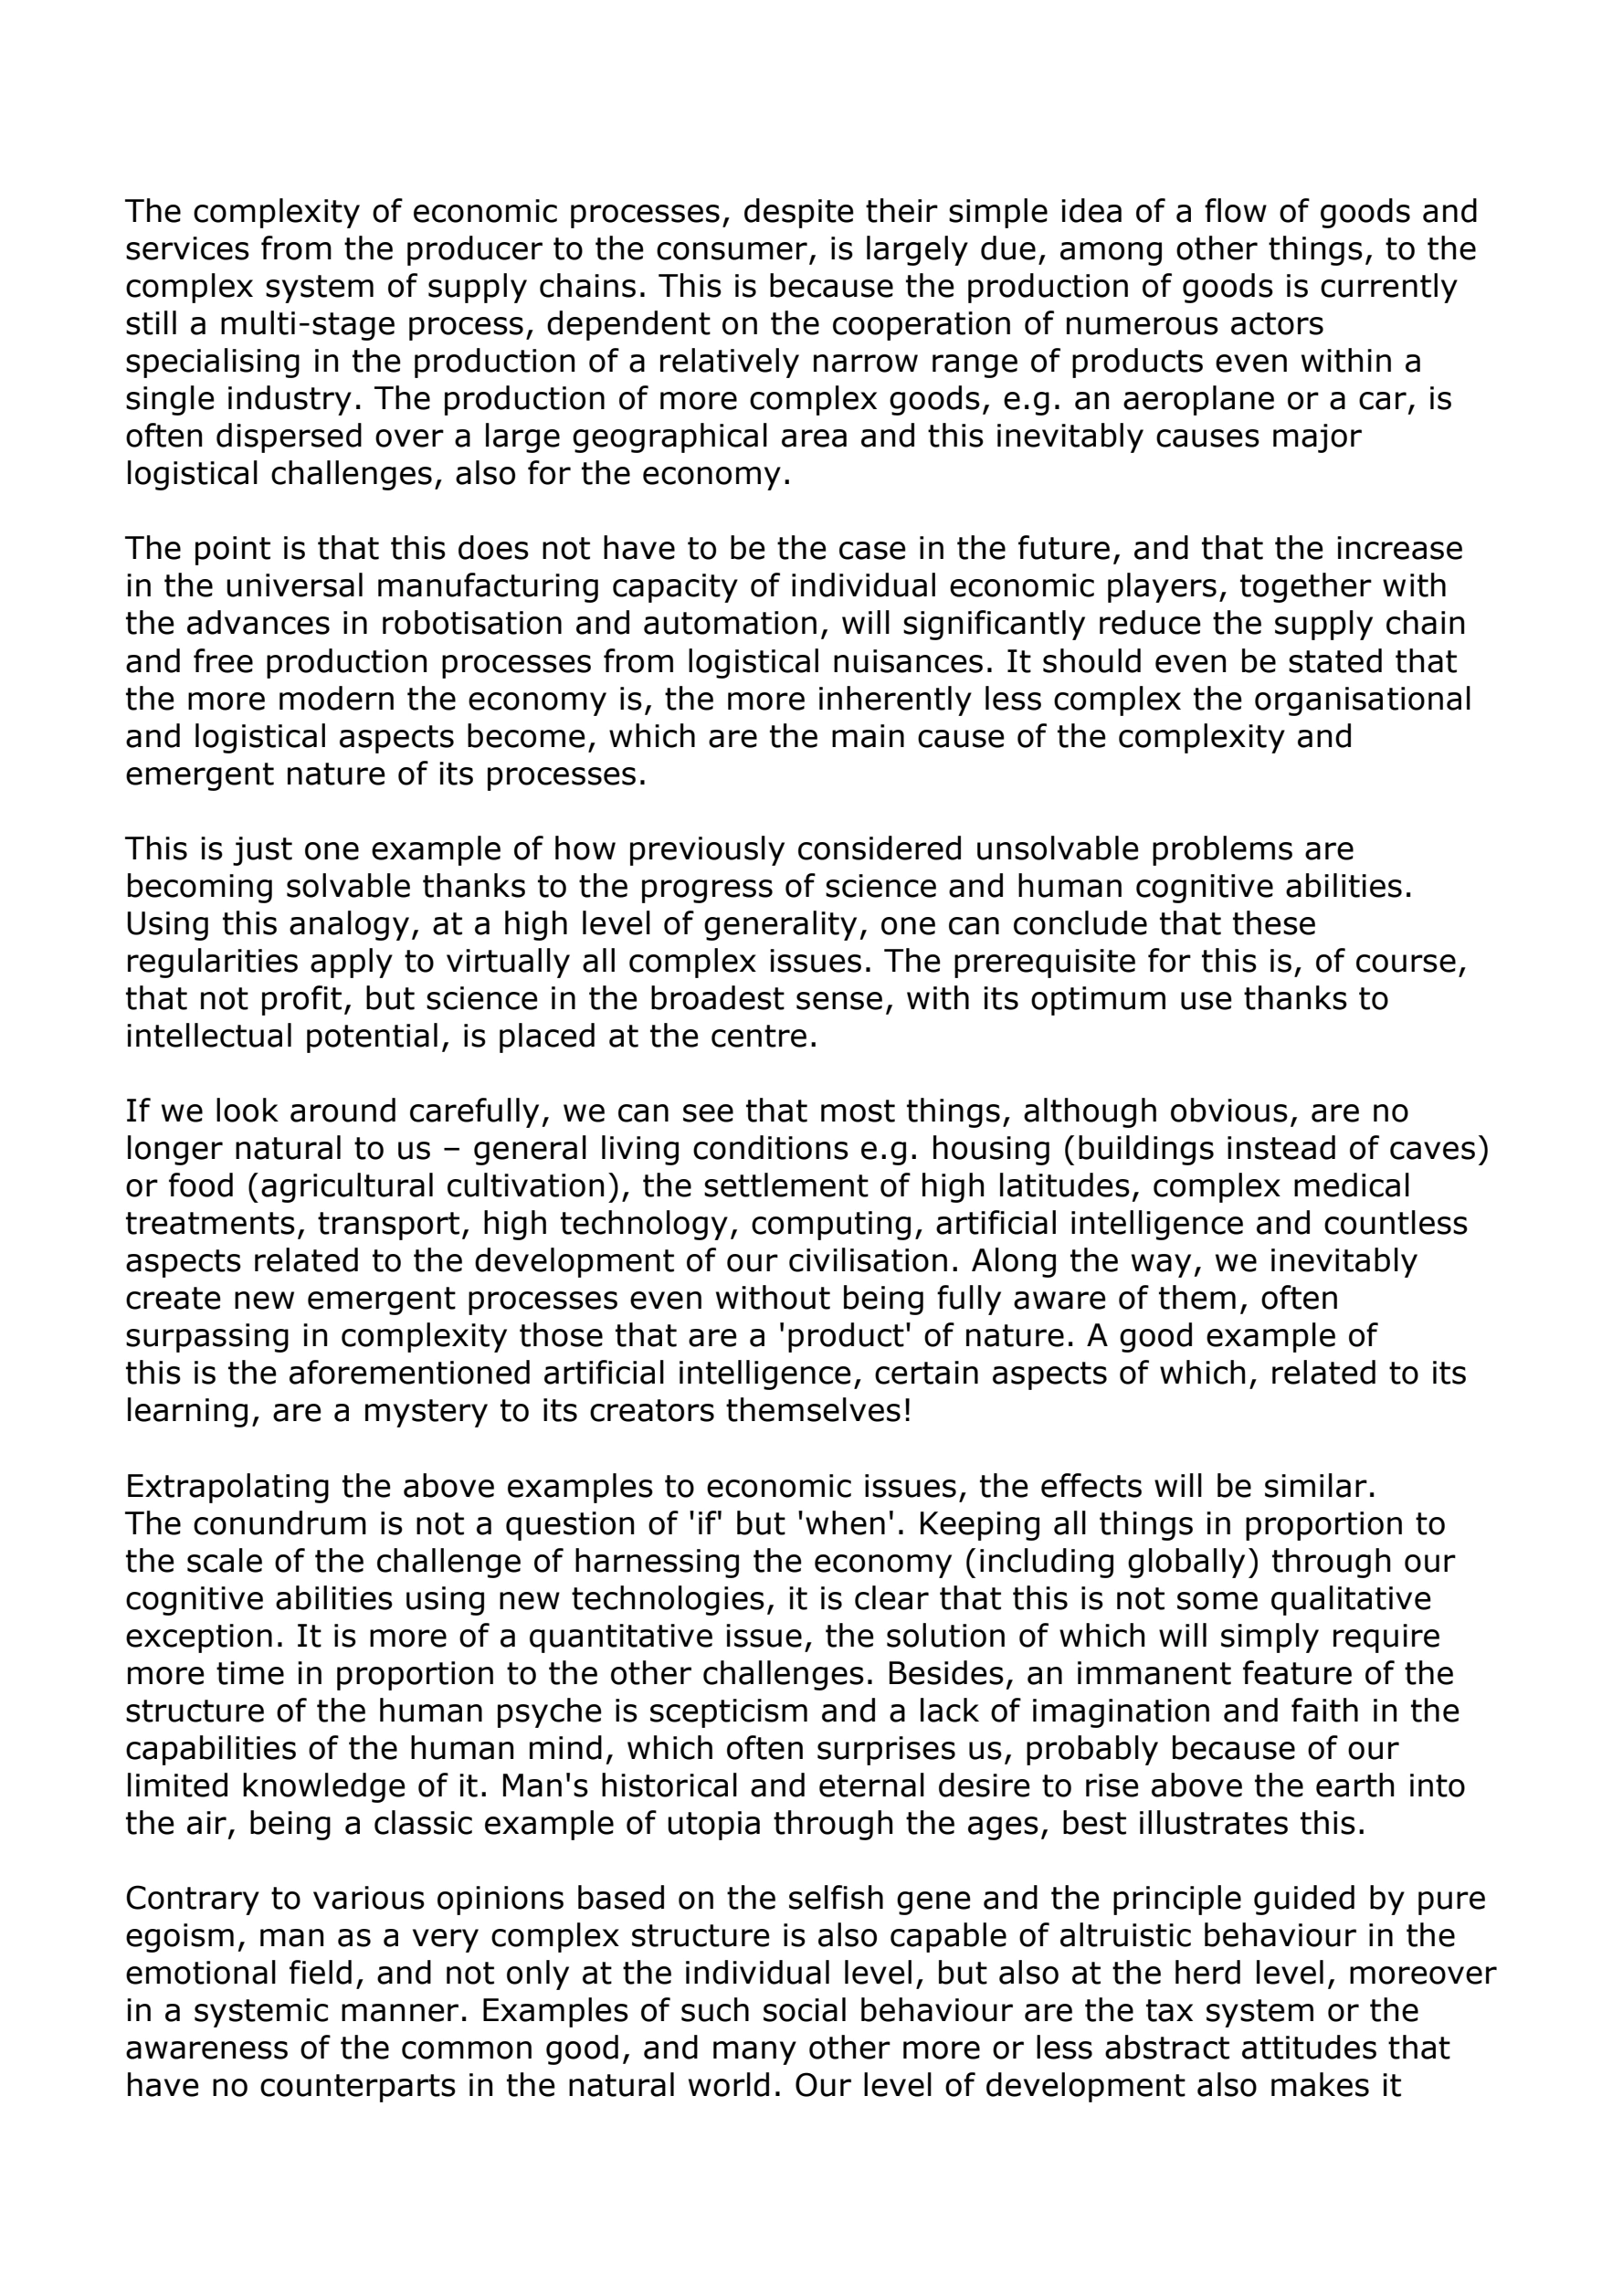 The complexity of economic processes, despite their simple idea of a flow of goods and
services from the producer to the consumer, is largely due, among other things, to the
complex system of supply chains. This is because the production of goods is currently
still a multi-stage process, dependent on the cooperation of numerous actors
specialising in the production of a relatively narrow range of products even within a
single industry. The production of more complex goods, e.g. an aeroplane or a car, is
often dispersed over a large geographical area and this inevitably causes major
logistical challenges, also for the economy.
The point is that this does not have to be the case in the future, and that the increase
in the universal manufacturing capacity of individual economic players, together with
the advances in robotisation and automation, will significantly reduce the supply chain
and free production processes from logistical nuisances. It should even be stated that
the more modern the economy is, the more inherently less complex the organisational
and logistical aspects become, which are the main cause of the complexity and
emergent nature of its processes.
This is just one example of how previously considered unsolvable problems are
becoming solvable thanks to the progress of science and human cognitive abilities.
Using this analogy, at a high level of generality, one can conclude that these
regularities apply to virtually all complex issues. The prerequisite for this is, of course,
that not profit, but science in the broadest sense, with its optimum use thanks to
intellectual potential, is placed at the centre.
If we look around carefully, we can see that most things, although obvious, are no
longer natural to us – general living conditions e.g. housing (buildings instead of caves)
or food (agricultural cultivation), the settlement of high latitudes, complex medical
treatments, transport, high technology, computing, artificial intelligence and countless
aspects related to the development of our civilisation. Along the way, we inevitably
create new emergent processes even without being fully aware of them, often
surpassing in complexity those that are a 'product' of nature. A good example of
this is the aforementioned artificial intelligence, certain aspects of which, related to its
learning, are a mystery to its creators themselves!
Extrapolating the above examples to economic issues, the effects will be similar.
The conundrum is not a question of 'if' but 'when'. Keeping all things in proportion to
the scale of the challenge of harnessing the economy (including globally) through our
cognitive abilities using new technologies, it is clear that this is not some qualitative
exception. It is more of a quantitative issue, the solution of which will simply require
more time in proportion to the other challenges. Besides, an immanent feature of the
structure of the human psyche is scepticism and a lack of imagination and faith in the
capabilities of the human mind, which often surprises us, probably because of our
limited knowledge of it. Man's historical and eternal desire to rise above the earth into
the air, being a classic example of utopia through the ages, best illustrates this.
Contrary to various opinions based on the selfish gene and the principle guided by pure
egoism, man as a very complex structure is also capable of altruistic behaviour in the
emotional field, and not only at the individual level, but also at the herd level, moreover
in a systemic manner. Examples of such social behaviour are the tax system or the
awareness of the common good, and many other more or less abstract attitudes that
have no counterparts in the natural world. Our level of development also makes it